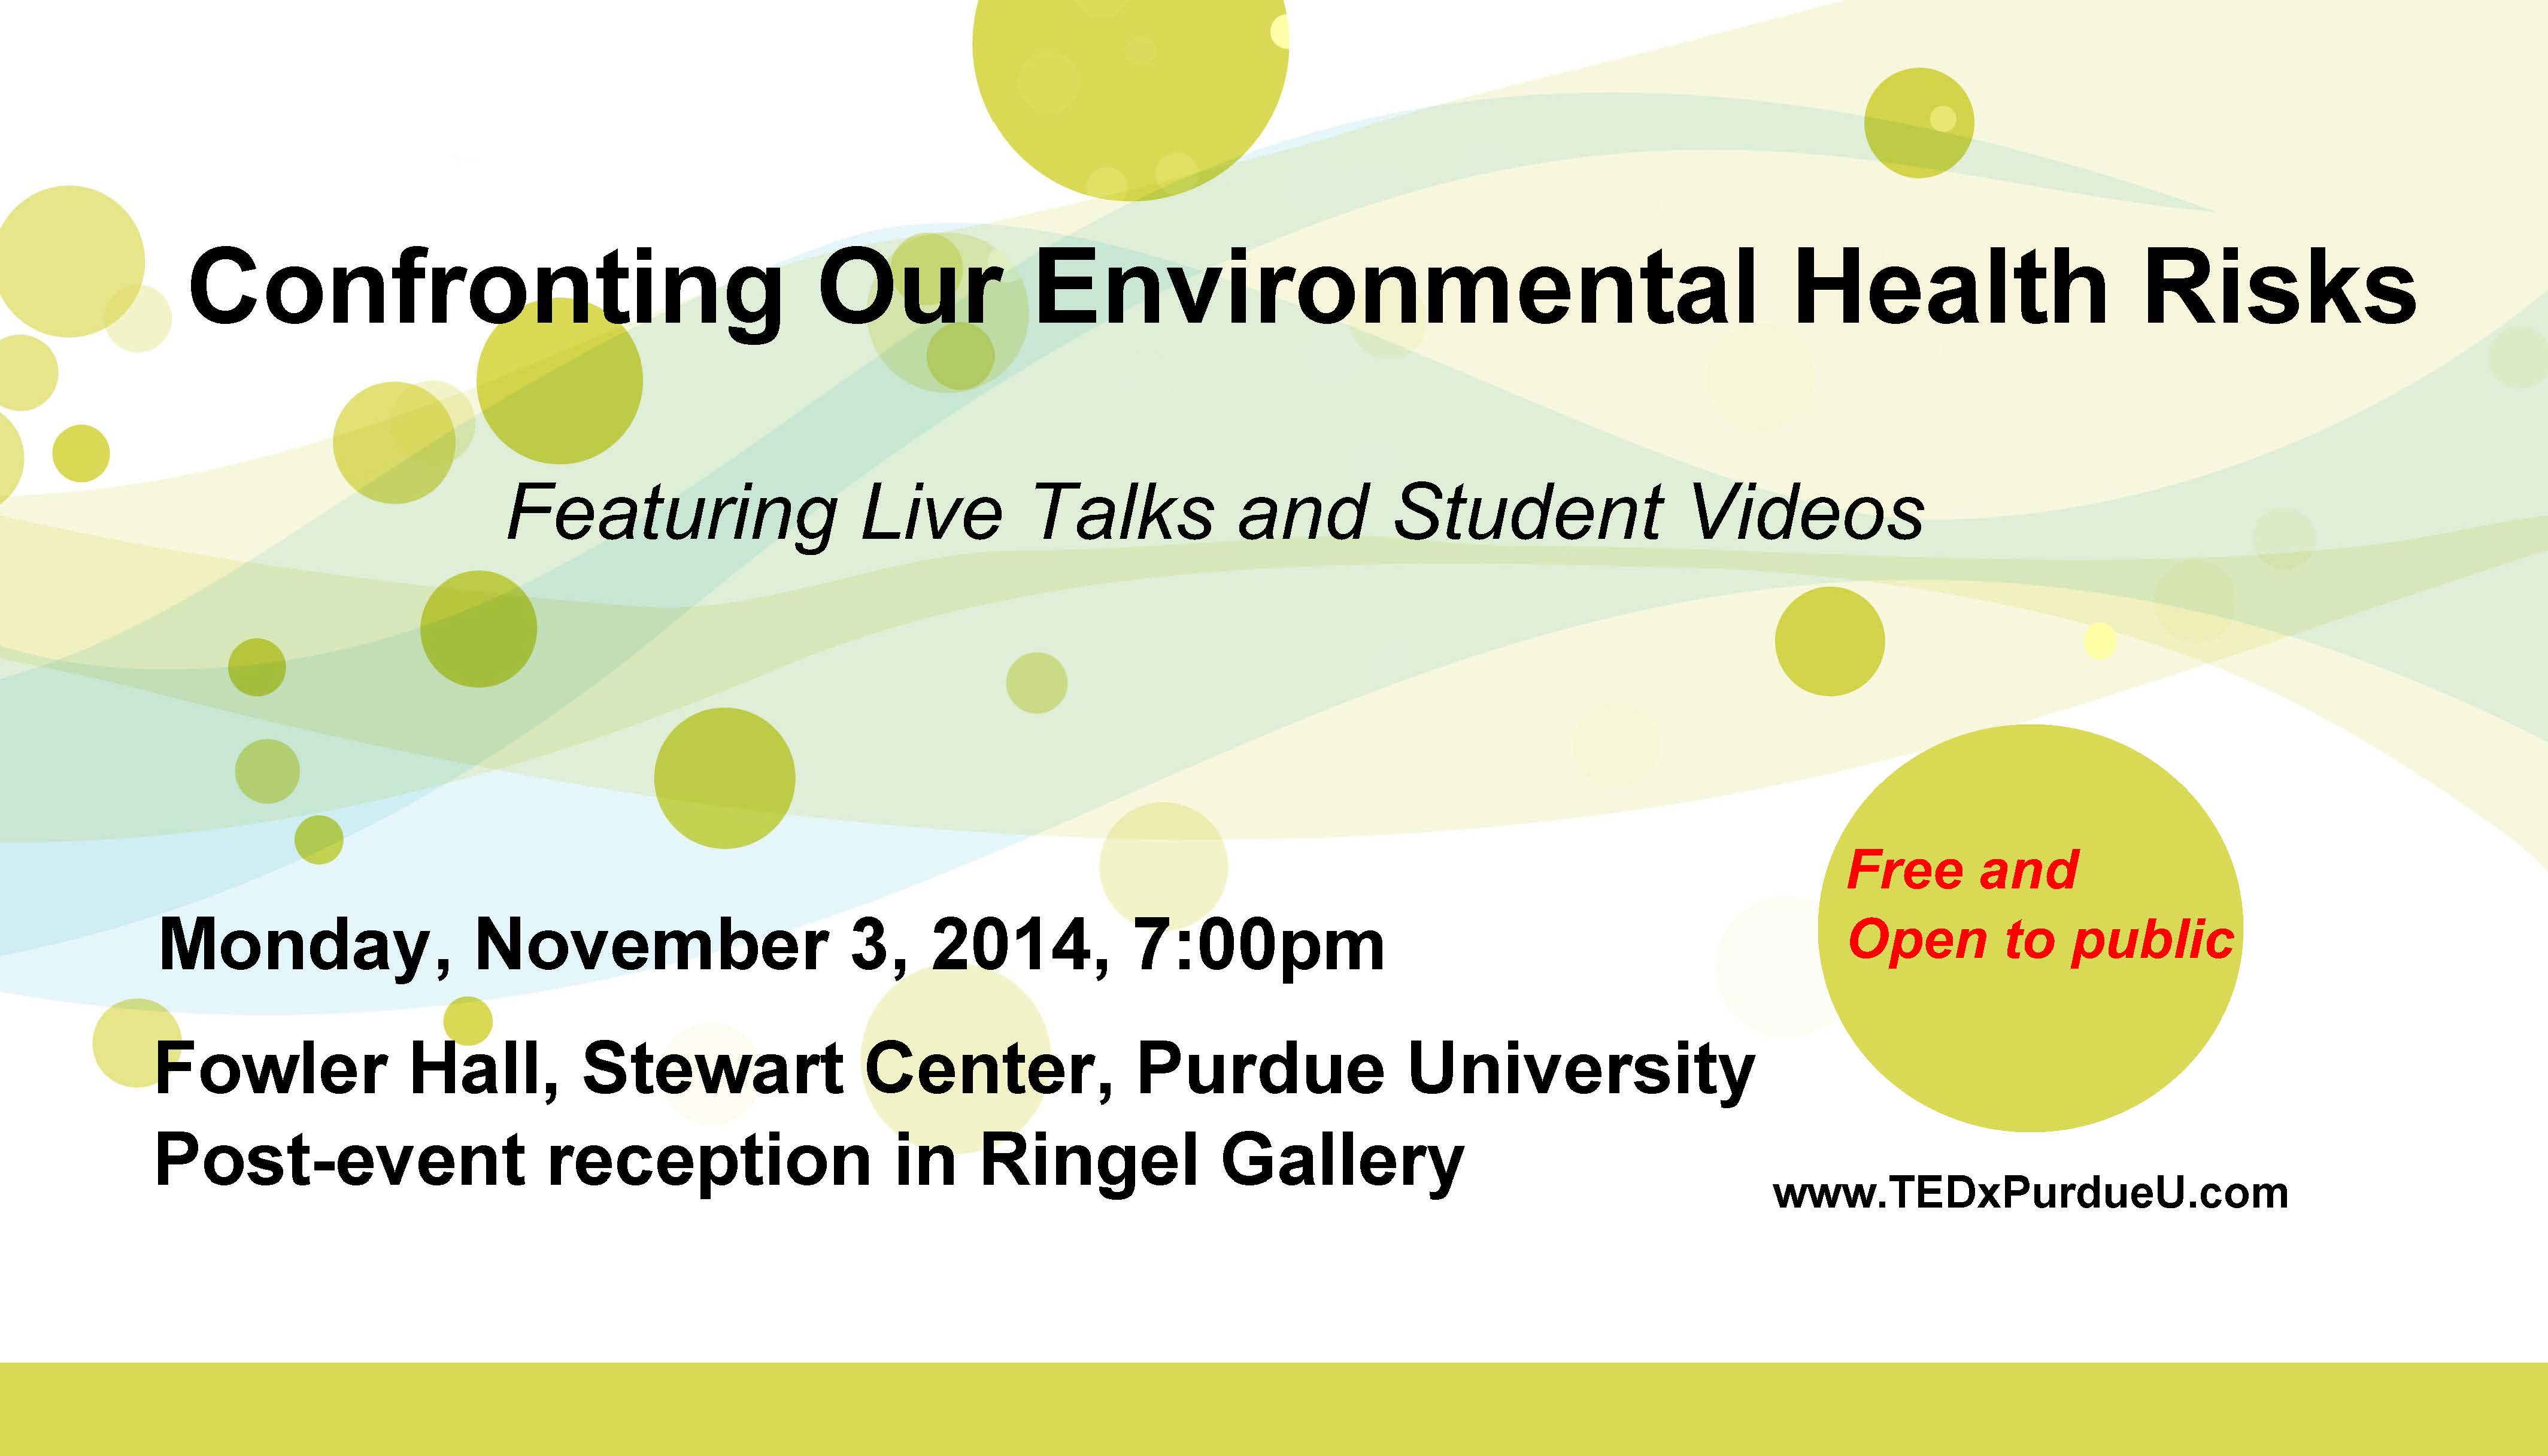 Confronting Our Environmental Health Risks
Featuring Live Talks and Student Videos
Monday, November 3, 2014, 7:00pm
Fowler Hall, Stewart Center, Purdue University
Post-event reception in Ringel Gallery
Free and
Open to public
www.TEDxPurdueU.com